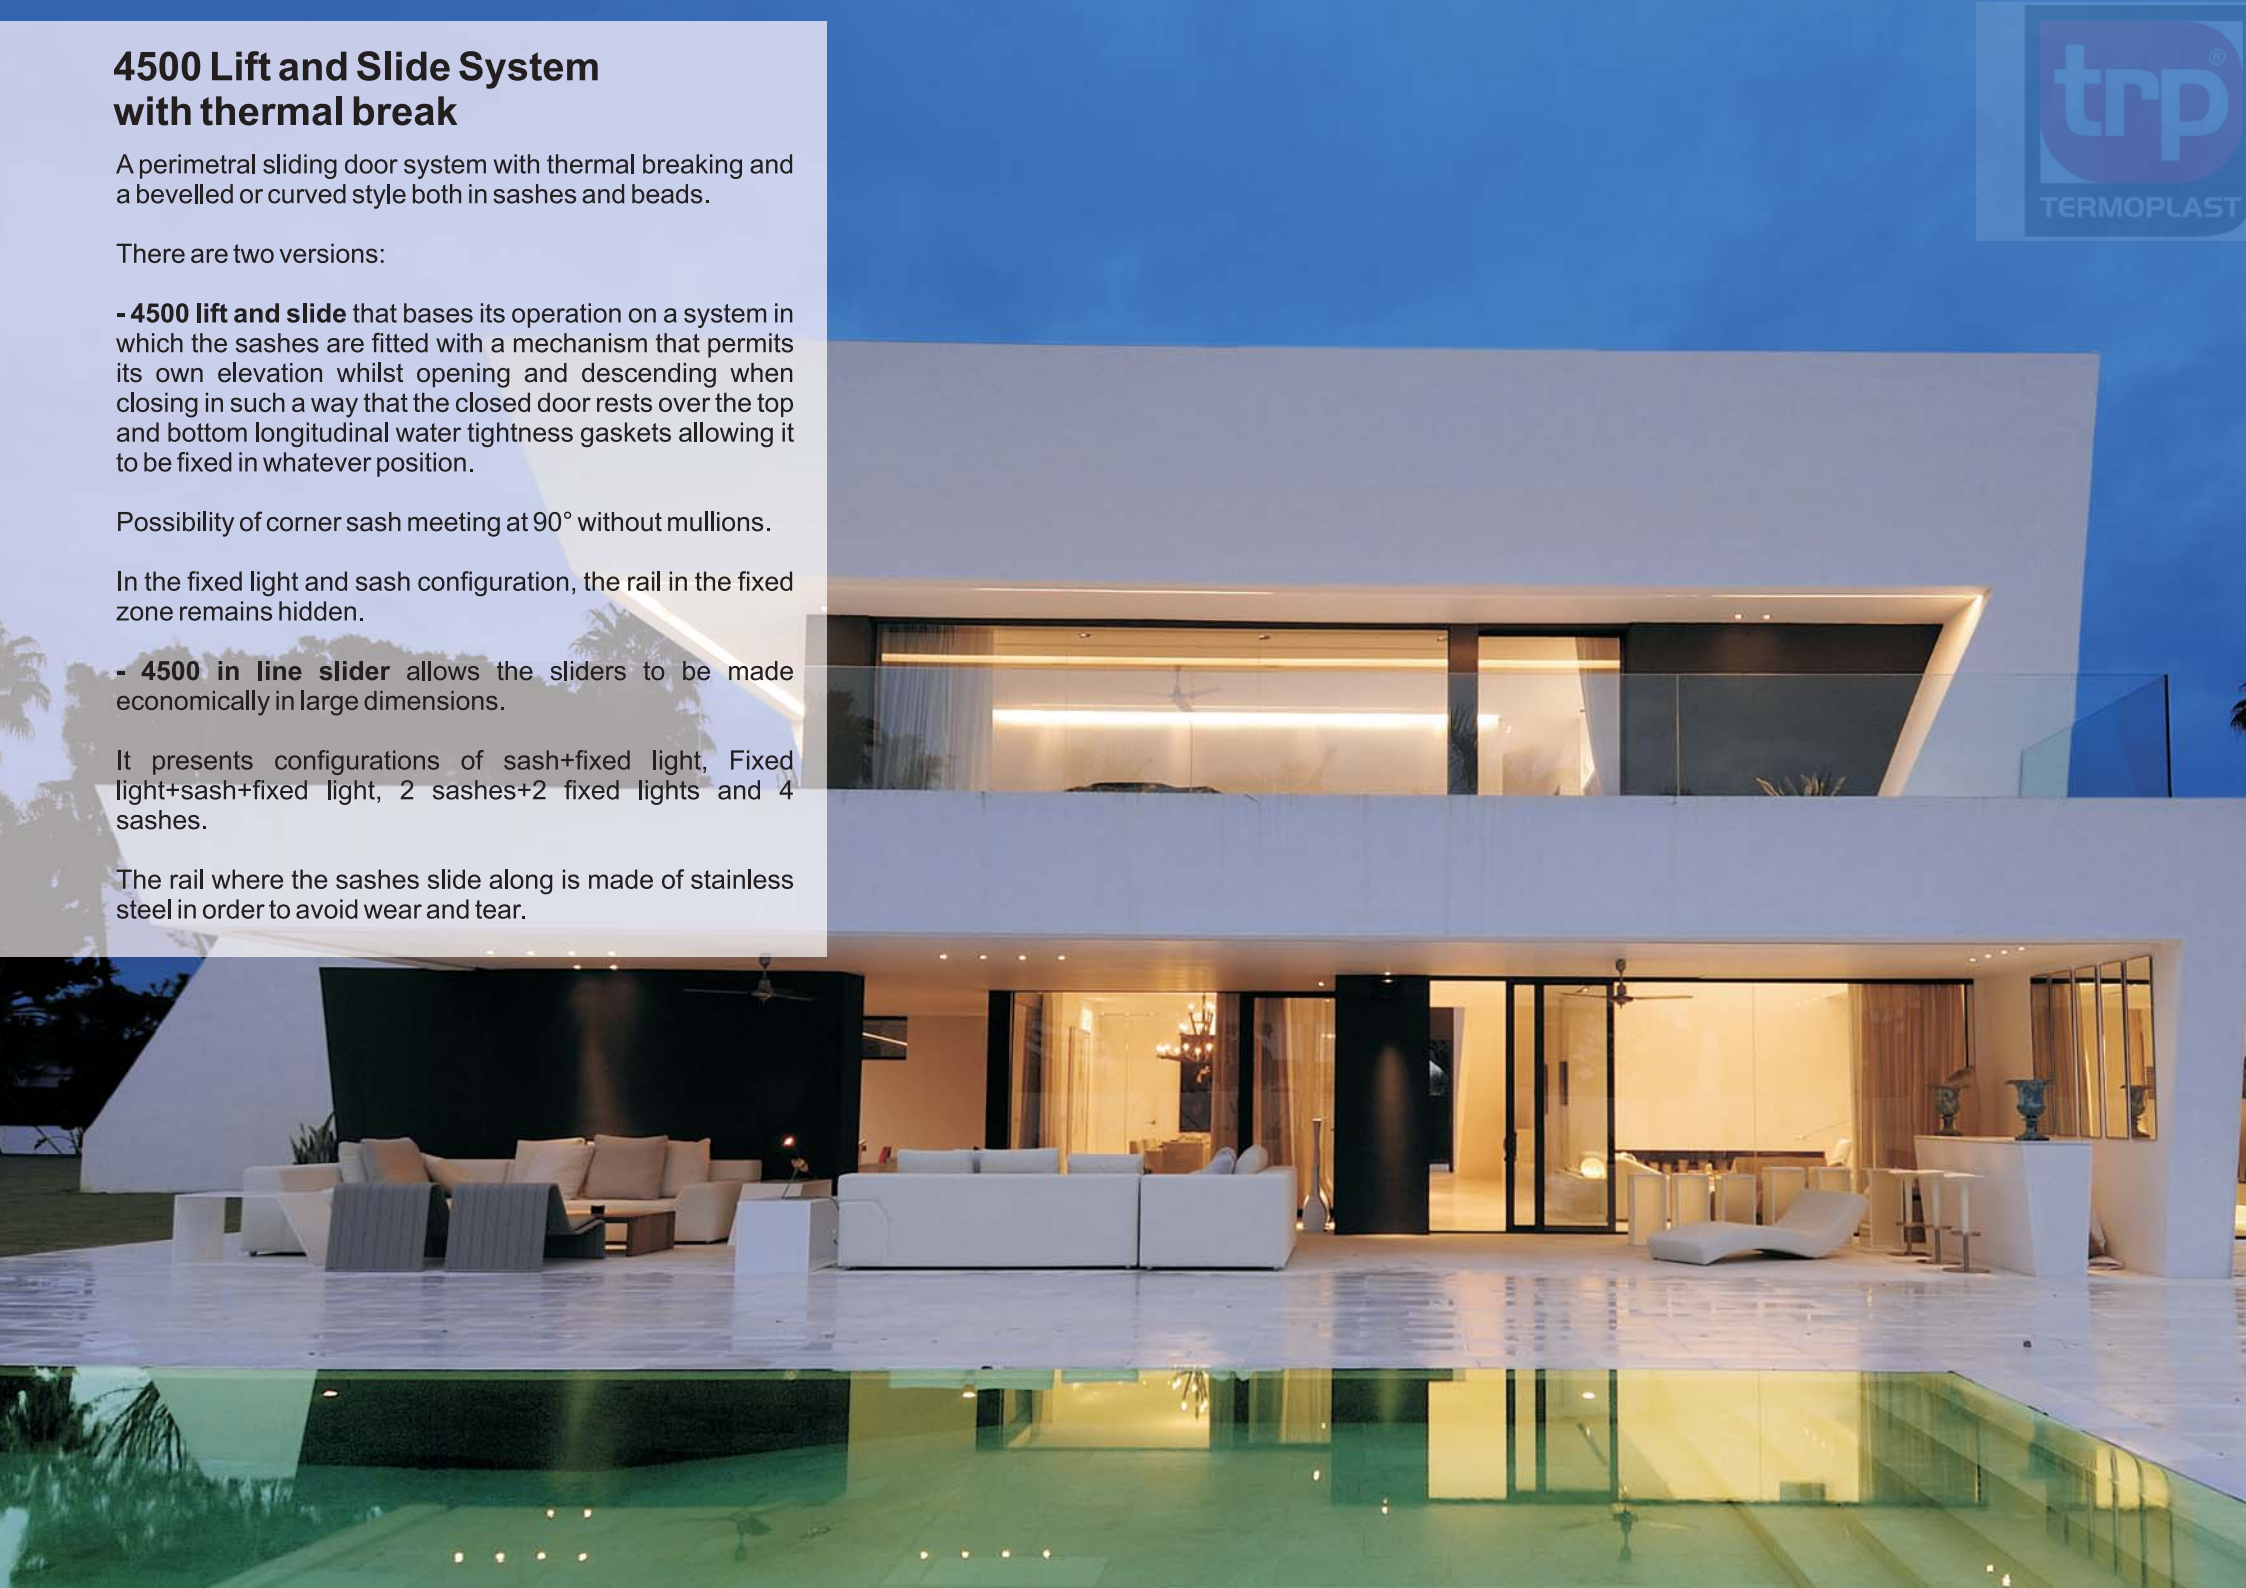 4500 Lift and Slide System
with thermal break
A perimetral sliding door system with thermal breaking and
a bevelled or curved style both in sashes and beads.
There are two versions:
- 4500 lift and slide that bases its operation on a system in
which the sashes are fitted with a mechanism that permits
its own elevation whilst opening and descending when
closing in such a way that the closed door rests over the top
and bottom longitudinal water tightness gaskets allowing it
to be fixed in whatever position.
Possibility of corner sash meeting at 90° without mullions.
In the fixed light and sash configuration, the rail in the fixed
zone remains hidden.
- 4500 in line slider allows the sliders to be made
economically in large dimensions.
It presents configurations of sash+fixed light, Fixed
light+sash+fixed light, 2 sashes+2 fixed lights and 4
sashes.
The rail where the sashes slide along is made of stainless
steel in order to avoid wear and tear.
trp®
TERMOPLAST